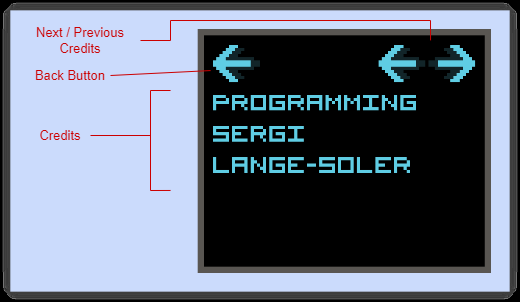 Next / Previous
Credits
Back Button
Credits
PROGRAMMING
SERGI
LANGE-SOLER